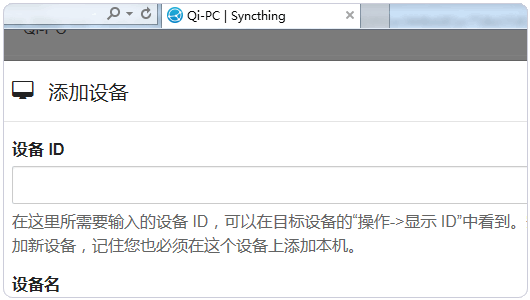 Qi-PC | Syncthing
Qi-PC
添加设备
设备 ID
在这里所需要输入的设备 ID，可以在目标设备的“操作->显示 ID”中看到。
加新设备，记住您也必须在这个设备上添加本机。
设备名